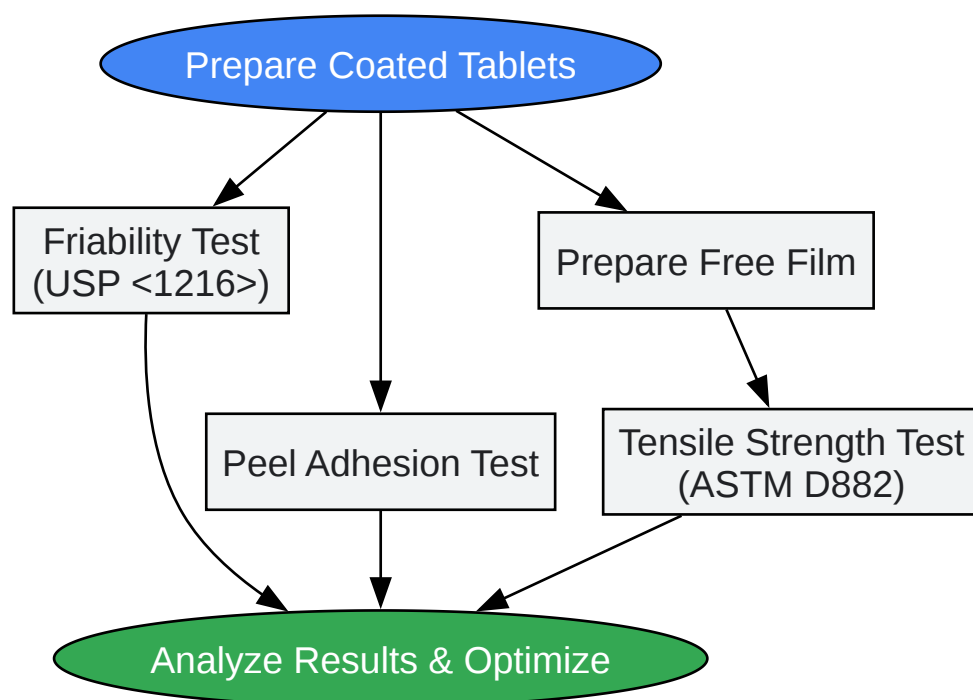 Prepare Coated Tablets
Friability Test
(USP <1216>)
Prepare Free Film
Peel Adhesion Test
Tensile Strength Test
(ASTM D882)
Analyze Results & Optimize